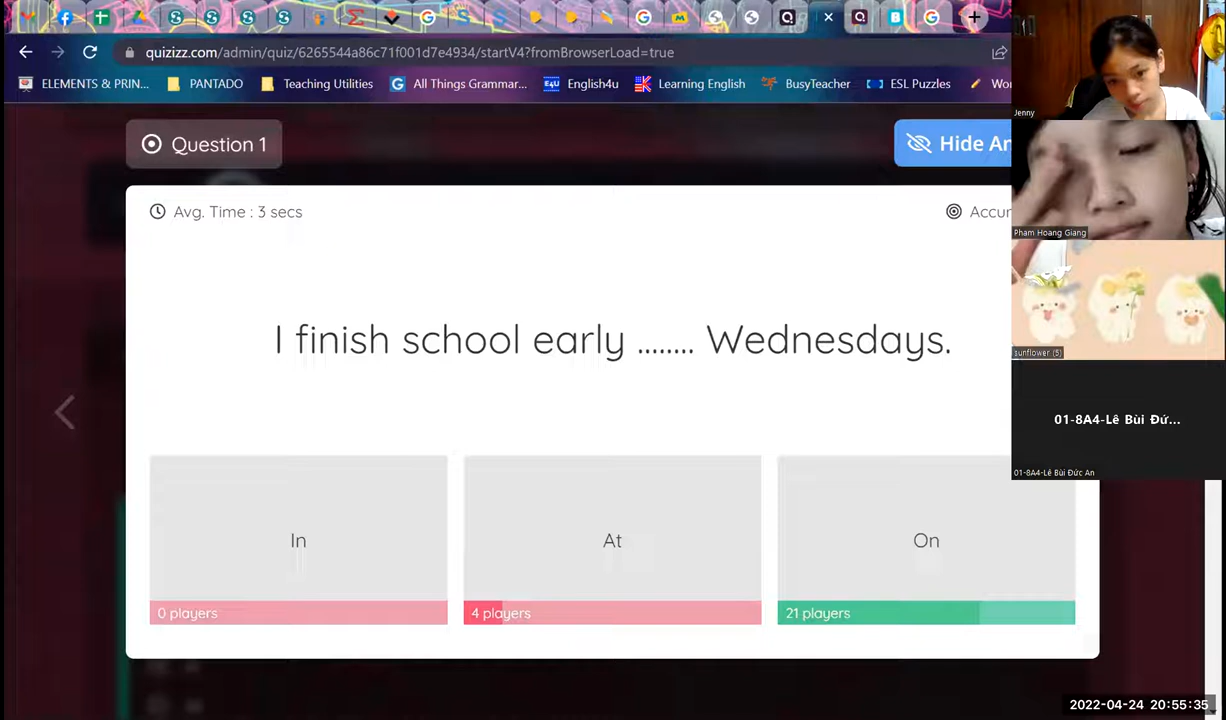 quizizz.com/admin/quiz/6265544a86c71f001d7e4934/startV4?fromBrowserLoad=true
ELEMENTS & PRIN... PANTADO Teaching Utilities All Things Grammar... English4u Learning English BusyTeacher ESL Puzzles
Question 1
Hide
Avg. Time : 3 secs
I finish school early ........ Wednesdays.
In
At
On
0 players
4 players
21 players
Jenny
Pham Hoang Giang
sunflower (5)
01-8A4-Lê Bùi Đứ...
01-8A4-Lê Bùi Đức An
2022-04-24 20:55:35